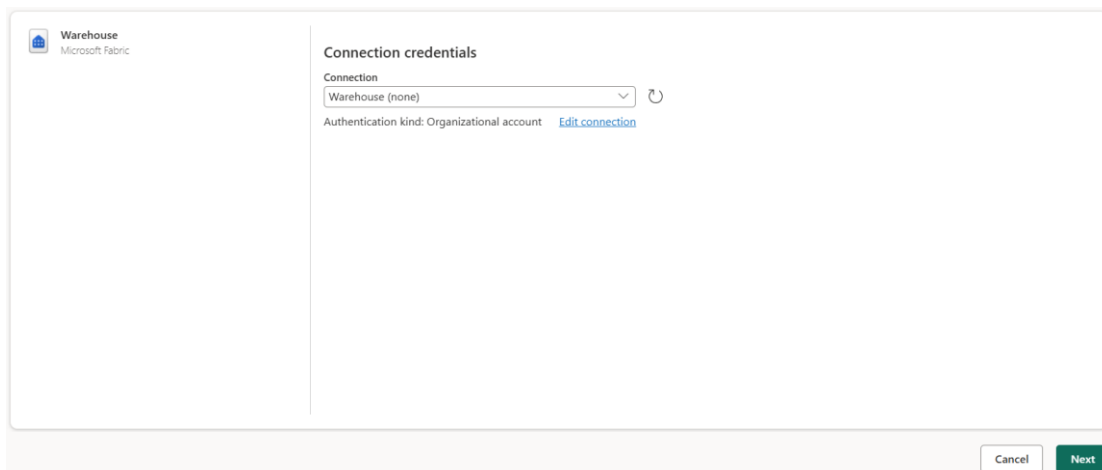 Warehouse
Microsoft Fabric
Connection credentials
Connection
Warehouse (none)
Authentication kind: Organizational account Edit connection
Cancel
Next